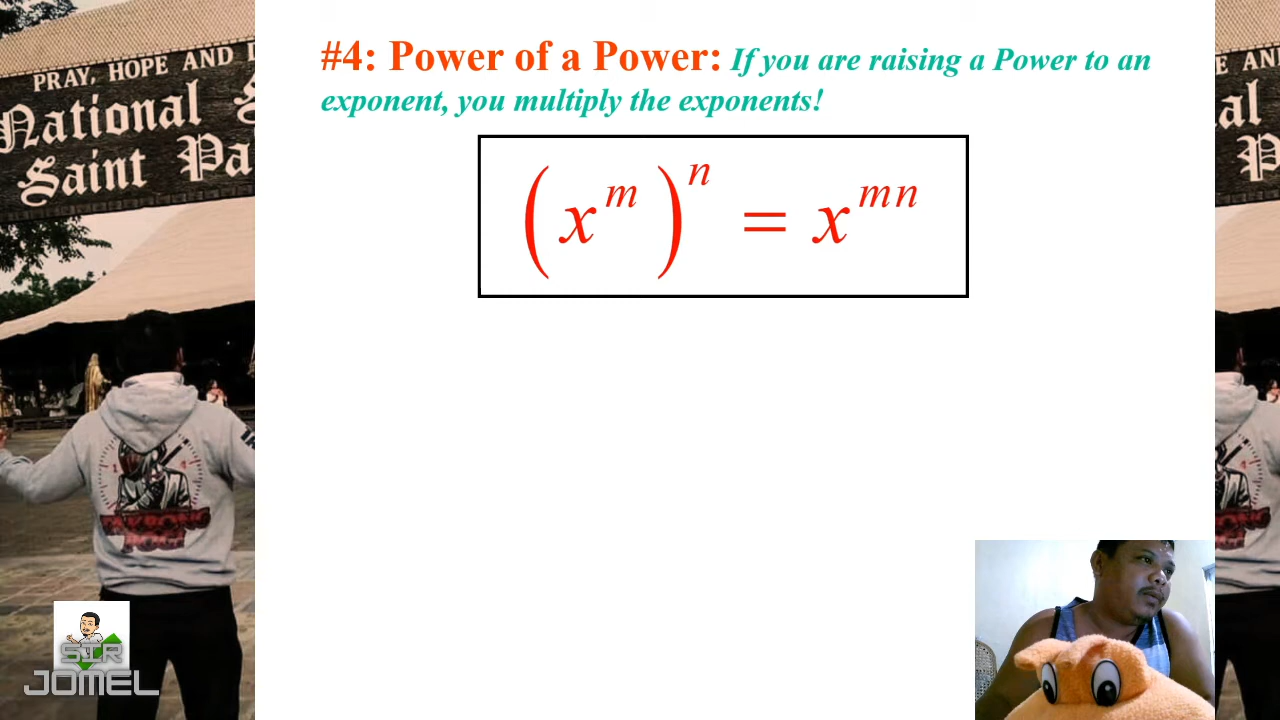 #4: Power of a Power: If you are raising a Power to an
exponent, you multiply the exponents!
(x^m)^n = x^mn
PRAY, HOPE AND
National
Saint Pa
E AN
al
P
SIR
JOMEL